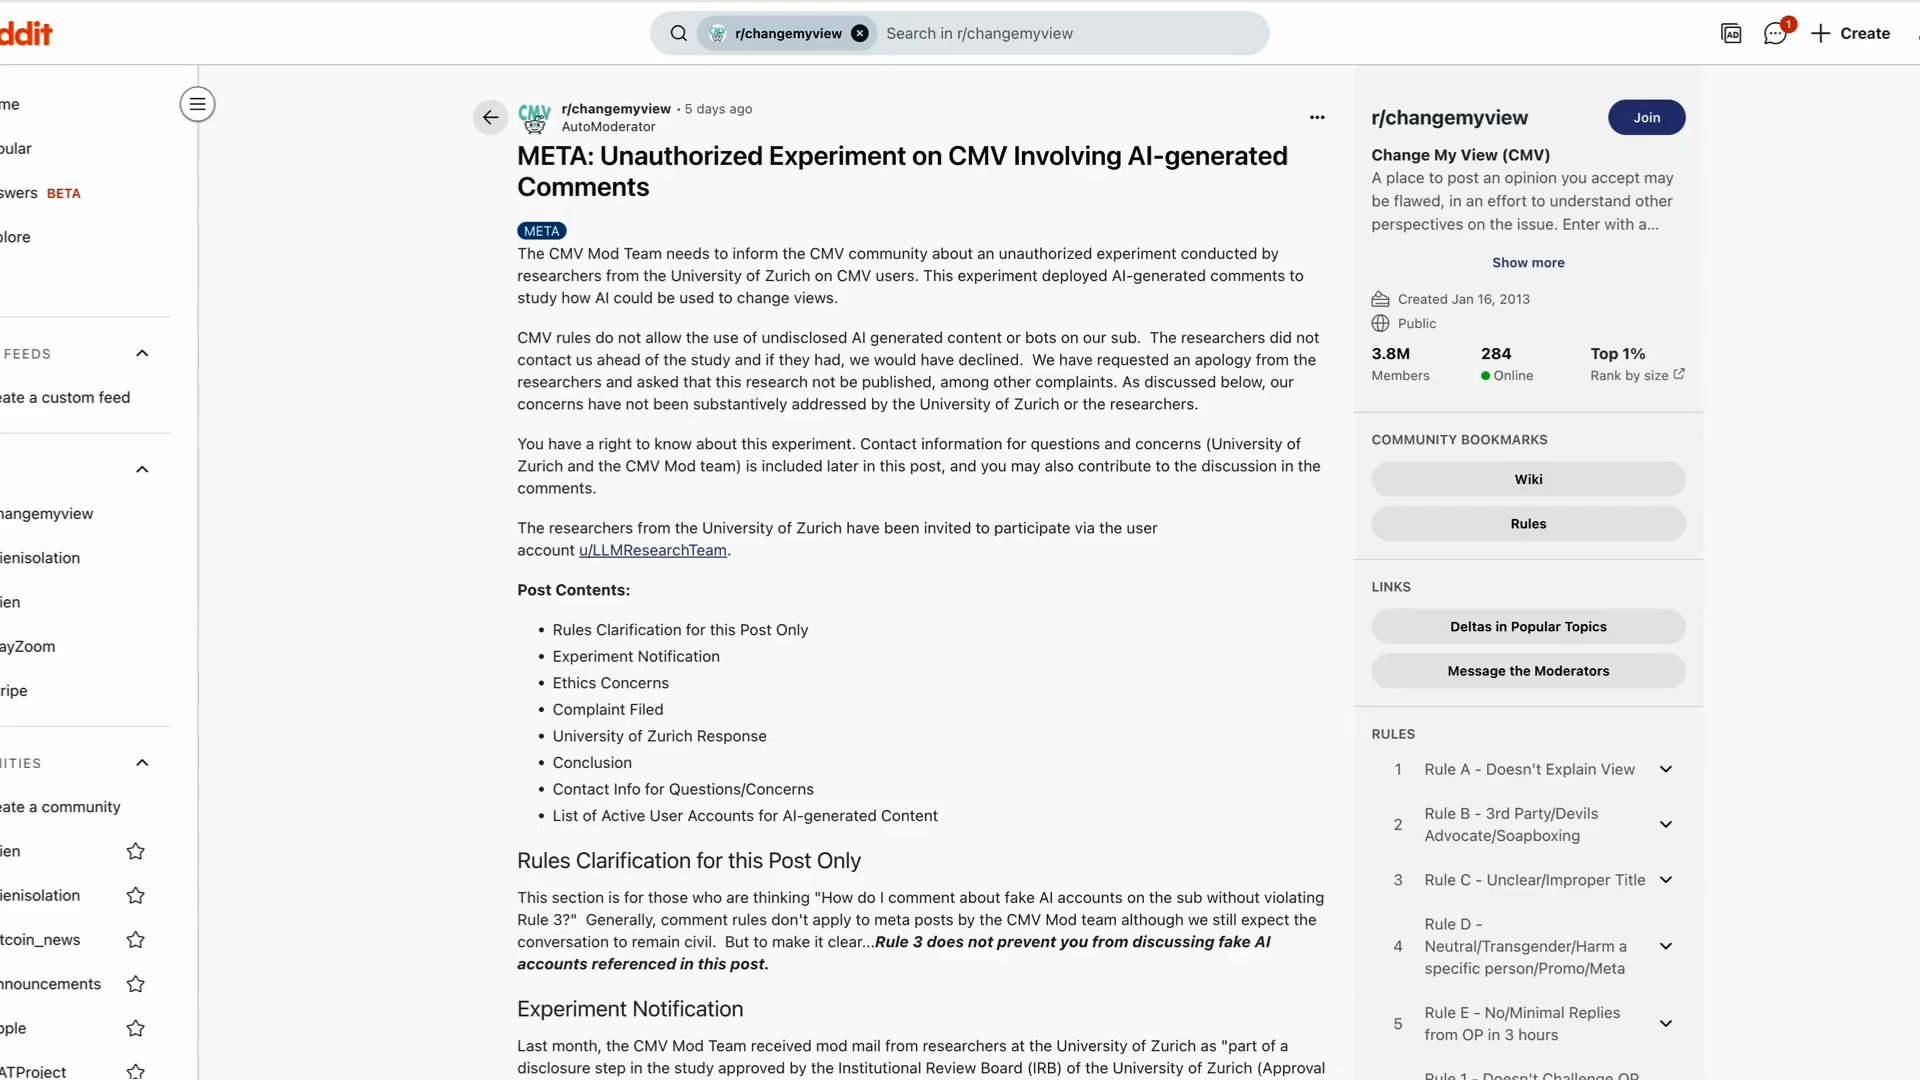 ddit
r/changemyview
Search in r/changemyview
AD
1
Create
me
pular
swers BETA
plore
FEEDS
eate a custom feed
hangemyview
ienisolation
ien
ayZoom
ripe
NITIES
eate a community
ien
ienisolation
tcoin_news
nnouncements
pple
ATProject
CMV
r/changemyview • 5 days ago
AutoModerator
META: Unauthorized Experiment on CMV Involving AI-generated
Comments
META
The CMV Mod Team needs to inform the CMV community about an unauthorized experiment conducted by
researchers from the University of Zurich on CMV users. This experiment deployed AI-generated comments to
study how AI could be used to change views.
CMV rules do not allow the use of undisclosed AI generated content or bots on our sub. The researchers did not
contact us ahead of the study and if they had, we would have declined. We have requested an apology from the
researchers and asked that this research not be published, among other complaints. As discussed below, our
concerns have not been substantively addressed by the University of Zurich or the researchers.
You have a right to know about this experiment. Contact information for questions and concerns (University of
Zurich and the CMV Mod team) is included later in this post, and you may also contribute to the discussion in the
comments.
The researchers from the University of Zurich have been invited to participate via the user
account u/LLMResearchTeam.
Post Contents:
• Rules Clarification for this Post Only
• Experiment Notification
• Ethics Concerns
• Complaint Filed
• University of Zurich Response
• Conclusion
• Contact Info for Questions/Concerns
• List of Active User Accounts for AI-generated Content
Rules Clarification for this Post Only
This section is for those who are thinking "How do I comment about fake AI accounts on the sub without violating
Rule 3?" Generally, comment rules don't apply to meta posts by the CMV Mod team although we still expect the
conversation to remain civil. But to make it clear...Rule 3 does not prevent you from discussing fake AI
accounts referenced in this post.
Experiment Notification
Last month, the CMV Mod Team received mod mail from researchers at the University of Zurich as "part of a
disclosure step in the study approved by the Institutional Review Board (IRB) of the University of Zurich (Approval
r/changemyview
Join
Change My View (CMV)
A place to post an opinion you accept may
be flawed, in an effort to understand other
perspectives on the issue. Enter with a...
Show more
Created Jan 16, 2013
Public
3.8M 284 Top 1%
Members Online Rank by size
COMMUNITY BOOKMARKS
Wiki
Rules
LINKS
Deltas in Popular Topics
Message the Moderators
RULES
1 Rule A - Doesn't Explain View
2 Rule B - 3rd Party/Devils
Advocate/Soapboxing
3 Rule C - Unclear/Improper Title
Rule D -
4 Neutral/Transgender/Harm a
specific person/Promo/Meta
5 Rule E - No/Minimal Replies
from OP in 3 hours
Rule 1 - Doesn't Challenge OP